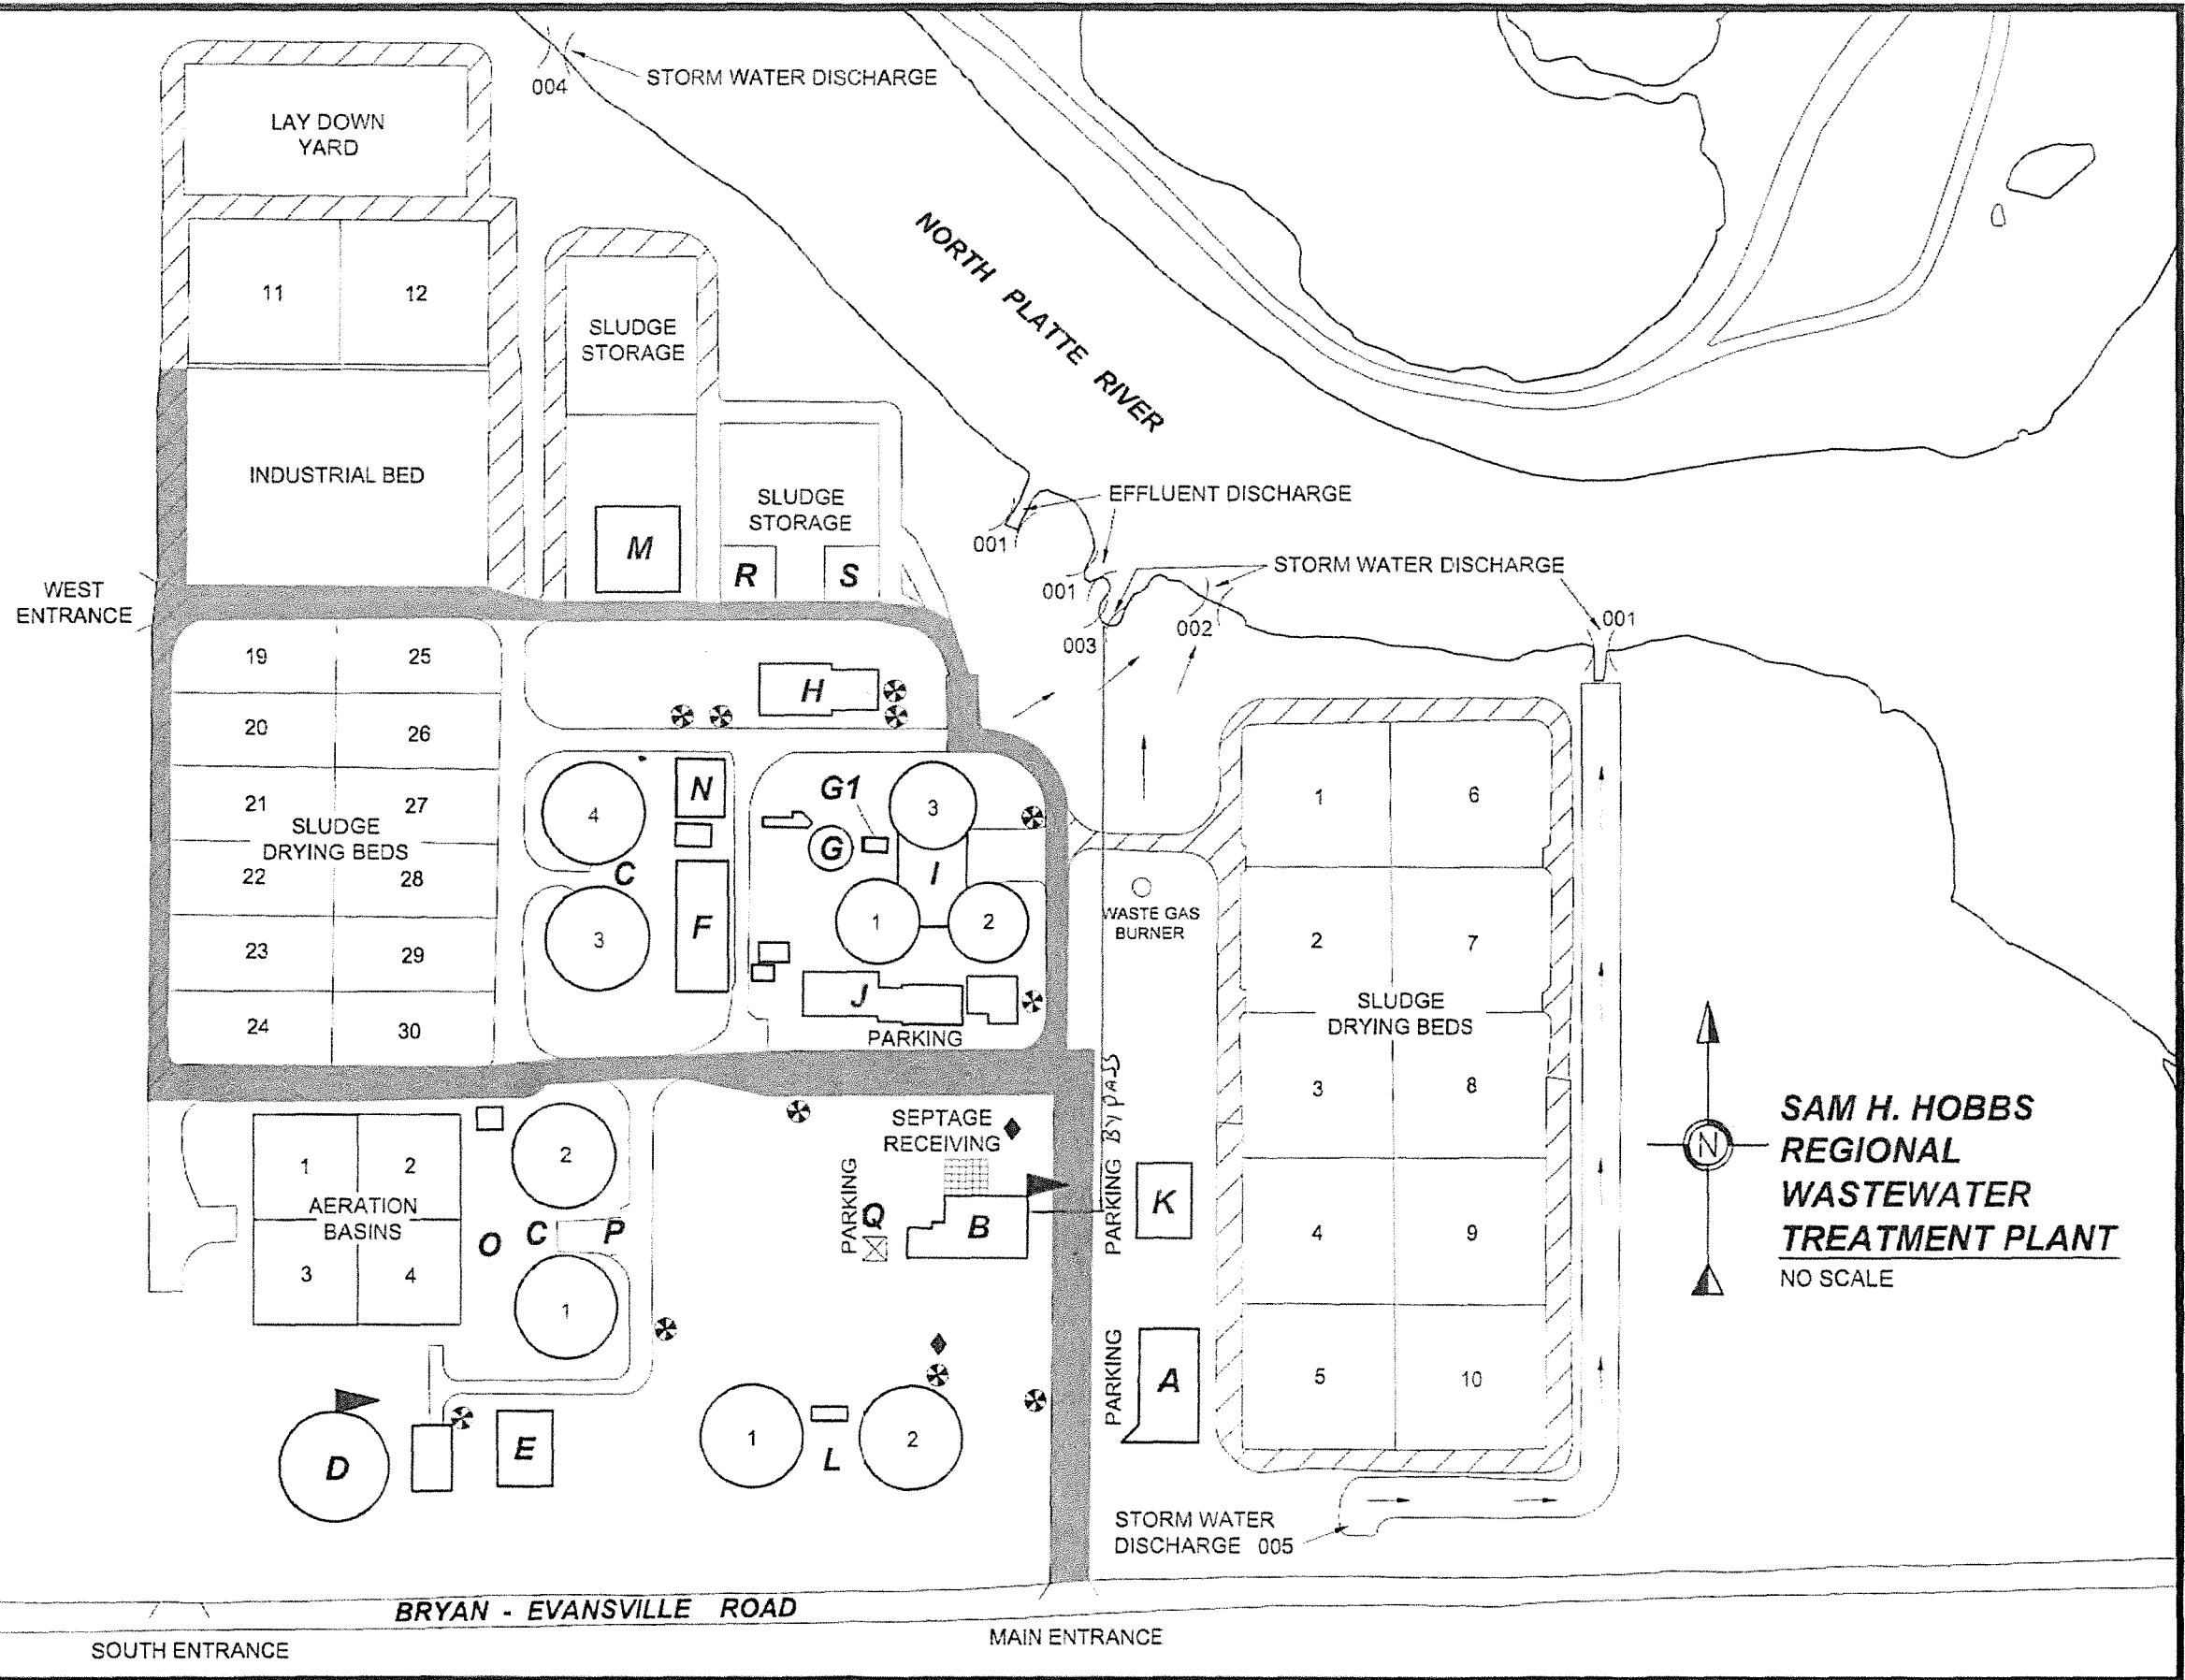 004
STORM WATER DISCHARGE
LAY DOWN
YARD
11
12
NORTH PLATTE RIVER
SLUDGE
STORAGE
INDUSTRIAL BED
SLUDGE
STORAGE
M
R
S
EFFLUENT DISCHARGE
001
001
STORM WATER DISCHARGE
003
002
001
WEST
ENTRANCE
19
25
20
26
21
27
SLUDGE
DRYING BEDS
22
28
23
29
24
30
H
4
N
C
3
F
G1
G
3
I
1
2
J
PARKING
WASTE GAS
BURNER
1
6
2
7
SLUDGE
DRYING BEDS
3
8
4
9
5
10
BYPASS
SEPTAGE
RECEIVING
PARKING
Q
B
PARKING
K
PARKING
A
1
2
AERATION
BASINS
3
4
2
O
C
P
1
D
E
1
L
2
N
SAM H. HOBBS
REGIONAL
WASTEWATER
TREATMENT PLANT
NO SCALE
STORM WATER
DISCHARGE 005
BRYAN - EVANSVILLE ROAD
SOUTH ENTRANCE
MAIN ENTRANCE